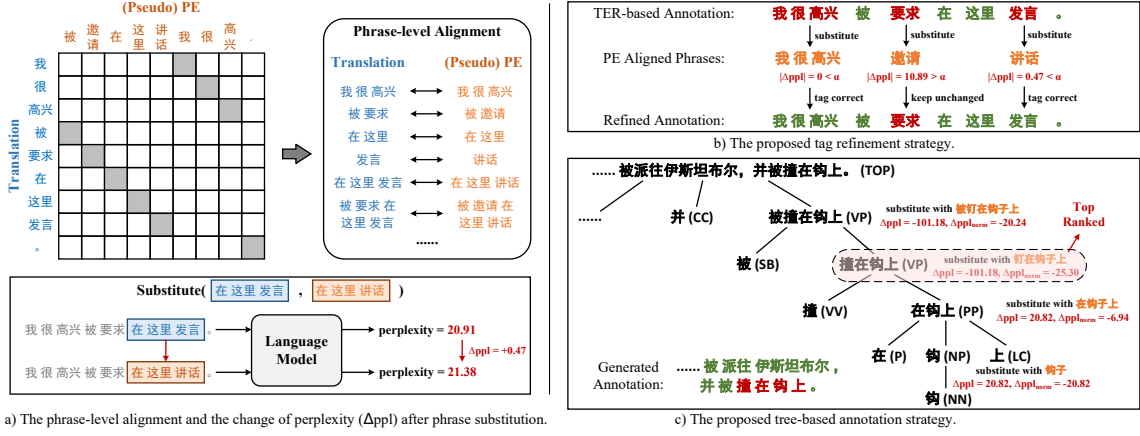 (Pseudo) PE
被 邀请 在 这里 讲话 我 很 高兴 .
Translation
我
很
高兴
被
要求
在
这里
发言
。
Phrase-level Alignment
Translation (Pseudo) PE
我 很 高兴 我 很 高兴
被 要求 被 邀请
在 这里 在 这里
发言 讲话
在 这里 发言 在 这里 讲话
被 要求 在 被 邀请 在
这里 发言 这里 讲话
......
Substitute( 在 这里 发言 , 在 这里 讲话 )
我 很 高兴 被 要求 在 这里 发言 。
Language
Model
perplexity = 20.91
Δppl = +0.47
我 很 高兴 被 要求 在 这里 讲话 。
perplexity = 21.38
a) The phrase-level alignment and the change of perplexity (Δppl) after phrase substitution.
TER-based Annotation: 我 很 高兴 被 要求 在 这里 发言 。
substitute substitute substitute
PE Aligned Phrases: 我 很 高兴 邀请 讲话
|Δppl| = 0 < α |Δppl| = 10.89 > α |Δppl| = 0.47 < α
tag correct keep unchanged tag correct
Refined Annotation: 我 很 高兴 被 要求 在 这里 发言 。
b) The proposed tag refinement strategy.
...... 被派往伊斯坦布尔，并被撞在钩上。(TOP)
...... 并 (CC) 被撞在钩上 (VP)
substitute with 被钉在钩子上
Δppl = -101.18, Δpplnorm = -20.24
Top
Ranked
被 (SB) 撞在钩上 (VP)
substitute with 钉在钩子上
Δppl = -101.18, Δpplnorm = -25.30
撞 (VV) 在钩上 (PP)
substitute with 在钩子上
Δppl = 20.82, Δpplnorm = -6.94
在 (P) 钩 (NP) 上 (LC)
substitute with 钩子
Δppl = 20.82, Δpplnorm = -20.82
钩 (NN)
Generated
Annotation:
...... 被 派往 伊斯坦布尔，
并 被 撞 在 钩 上 。
c) The proposed tree-based annotation strategy.